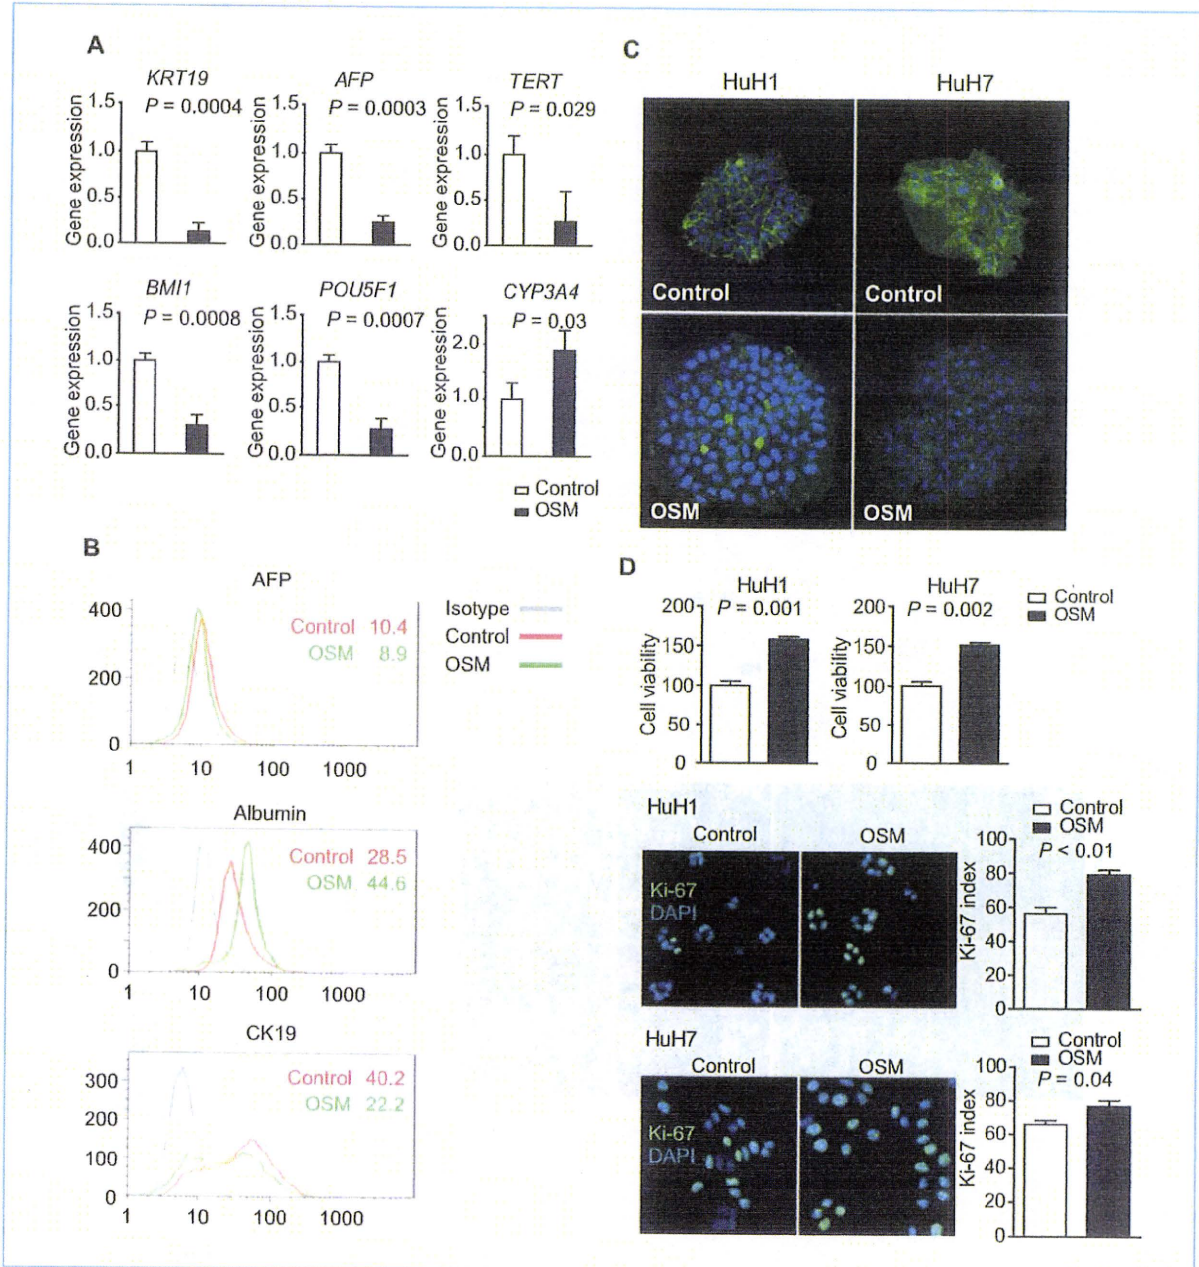 A
KRT19
P = 0.0004
Gene expression
1.5
1.0
0.5
0.0
AFP
P = 0.0003
Gene expression
1.5
1.0
0.5
0.0
TERT
P = 0.029
Gene expression
1.5
1.0
0.5
0.0
BMI1
P = 0.0008
Gene expression
1.5
1.0
0.5
0.0
POU5F1
P = 0.0007
Gene expression
1.5
1.0
0.5
0.0
CYP3A4
P = 0.03
Gene expression
2.0
1.0
0.0
Control
OSM
B
AFP
400
200
0
Control 10.4
OSM 8.9
1 10 100 1000
Isotype
Control
OSM
Albumin
400
200
0
Control 28.5
OSM 44.6
1 10 100 1000
CK19
300
200
100
0
Control 40.2
OSM 22.2
1 10 100 1000
C
HuH1 HuH7
Control Control
OSM OSM
D
HuH1
P = 0.001
Cell viability
200
150
100
50
0
HuH7
P = 0.002
Cell viability
200
150
100
50
0
Control
OSM
HuH1
Control OSM
Ki-67
DAPI
Control
OSM
P < 0.01
Ki-67 index
100
80
60
40
20
0
HuH7
Control OSM
Ki-67
DAPI
Control
OSM
P = 0.04
Ki-67 index
100
80
60
40
20
0